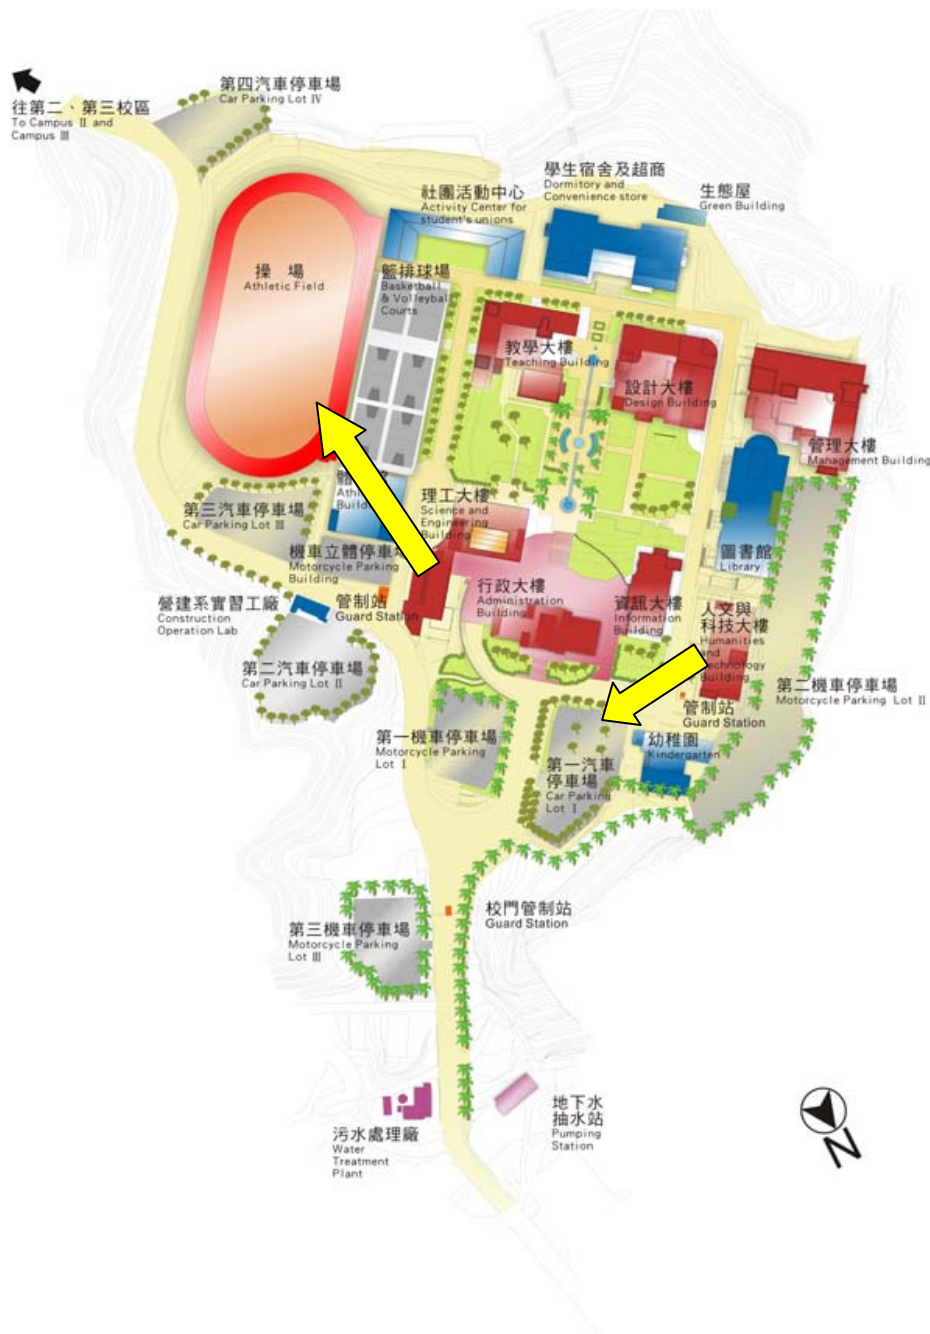 第四汽車停車場
Car Parking Lot Ⅳ
往第二、第三校區
To Campus Ⅱ and
Campus Ⅲ
學生宿舍及超商
Dormitory and
Convenience store
生態屋
Green Building
社團活動中心
Activity Center for
student's unions
操 場
Athletic Field
籃排球場
Basketball
& Volleyball
Courts
教學大樓
Teaching Building
設計大樓
Design Building
管理大樓
Management Building
第三汽車停車場
Car Parking Lot Ⅲ
理工大樓
Science and
Engineering
Building
機車立體停車場
Motorcycle Parking
Building
圖書館
Library
營建系實習工廠
Construction
Operation Lab
管制站
Guard Station
行政大樓
Administration
Building
資訊大樓
Information
Building
人文與
科技大樓
Humanities
and
Technology
Building
第二汽車停車場
Car Parking Lot Ⅱ
第二機車停車場
Motorcycle Parking Lot Ⅱ
管制站
Guard Station
第一機車停車場
Motorcycle Parking
Lot Ⅰ
幼稚園
Kindergarten
第一汽車
停車場
Car Parking
Lot Ⅰ
校門管制站
Guard Station
第三機車停車場
Motorcycle Parking
Lot Ⅲ
地下水
抽水站
Pumping
Station
污水處理廠
Water
Treatment
Plant
N